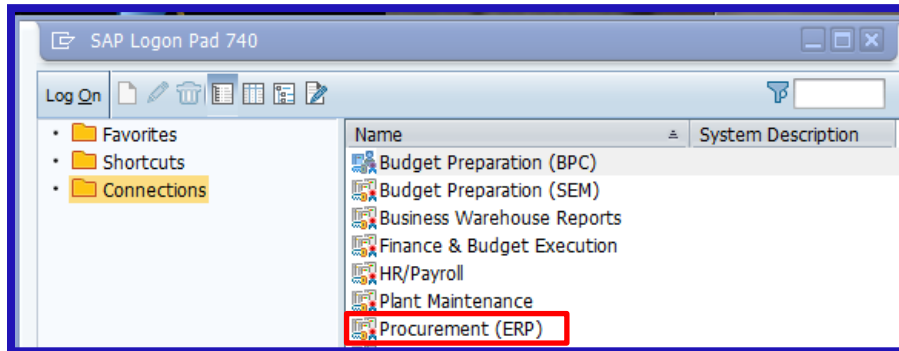 SAP Logon Pad 740
Log On
Favorites
Shortcuts
Connections
Name System Description
Budget Preparation (BPC)
Budget Preparation (SEM)
Business Warehouse Reports
Finance & Budget Execution
HR/Payroll
Plant Maintenance
Procurement (ERP)